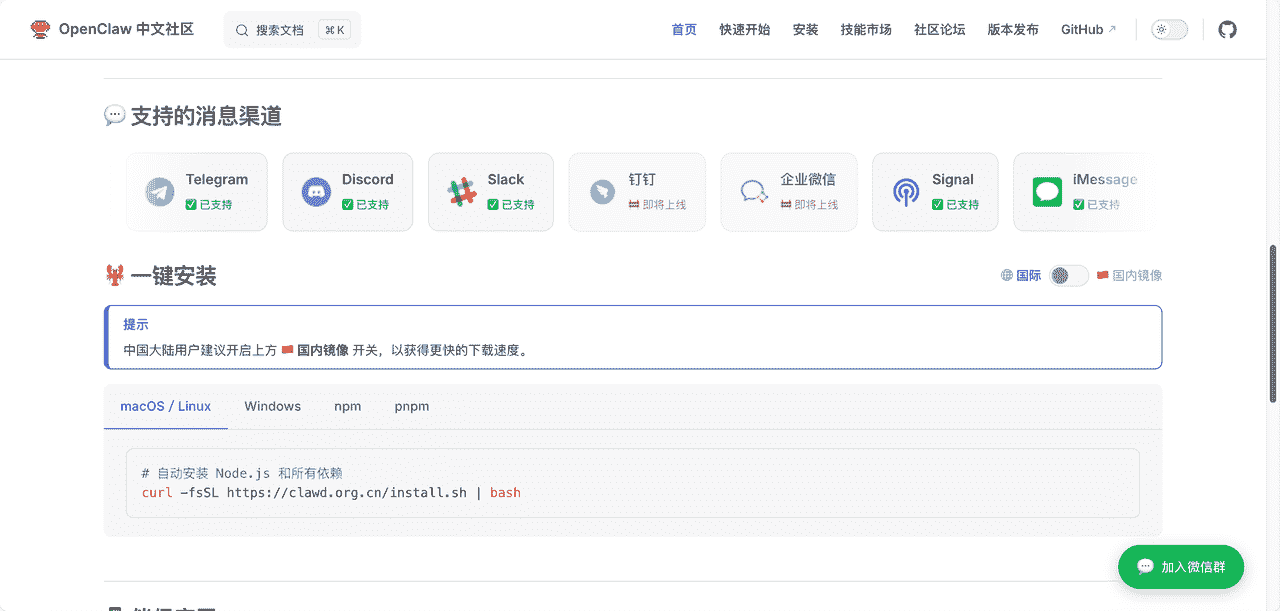 OpenClaw 中文社区
搜索文档 ⌘ K
首页 快速开始 安装 技能市场 社区论坛 版本发布 GitHub
支持的消息渠道
Telegram
已支持
Discord
已支持
Slack
已支持
钉钉
即将上线
企业微信
即将上线
Signal
已支持
iMessage
已支持
一键安装
国际 国内镜像
提示
中国大陆用户建议开启上方 国内镜像 开关，以获得更快的下载速度。
macOS / Linux Windows npm pnpm
# 自动安装 Node.js 和所有依赖
curl -fsSL https://clawd.org.cn/install.sh | bash
加入微信群